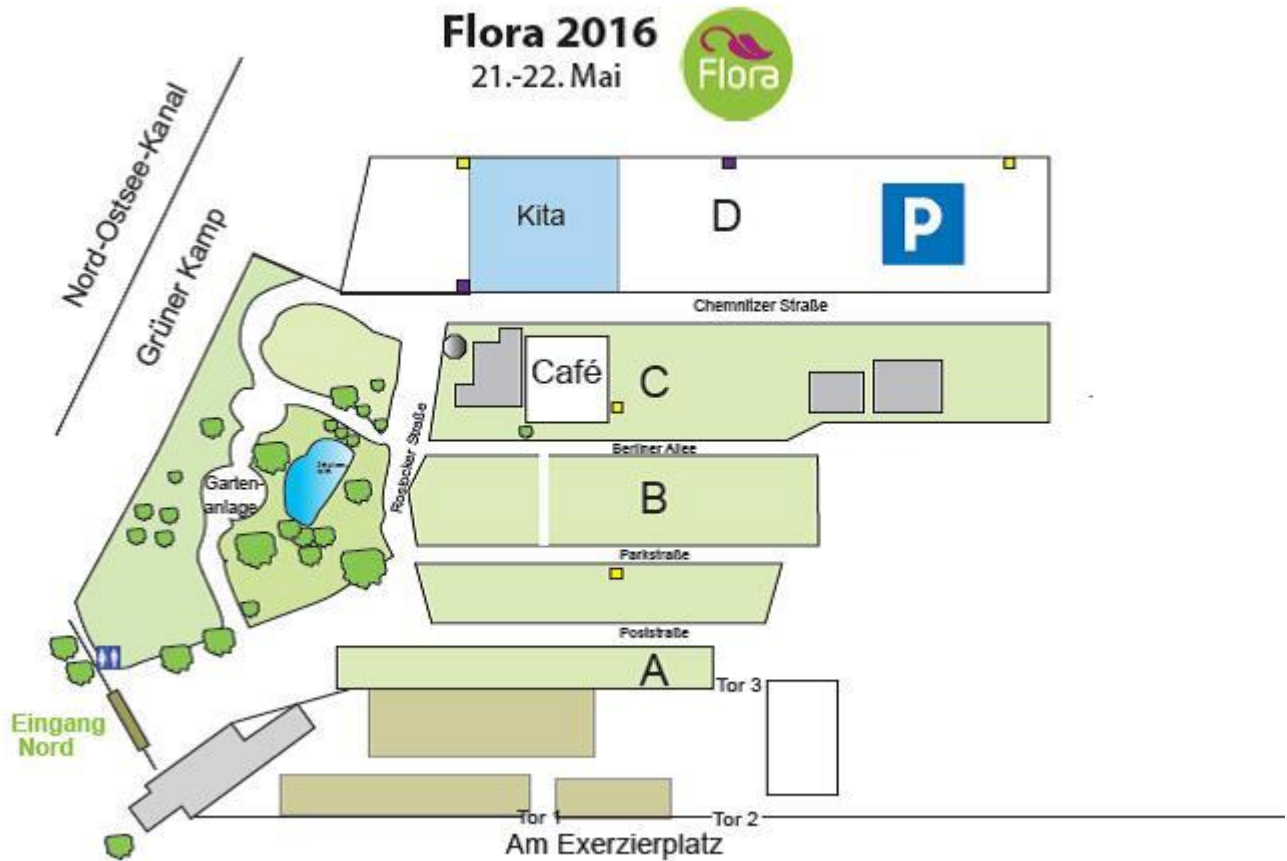 Flora 2016
21.-22. Mai
Flora
Nord-Ostsee-Kanal
Grüner Kamp
Kita
D
P
Chemnitzer Straße
Café
C
Rostocker Straße
Berliner Allee
Garten-
anlage
B
Parkstraße
Poststraße
A
Tor 3
Eingang
Nord
Tor 1
Tor 2
Am Exerzierplatz